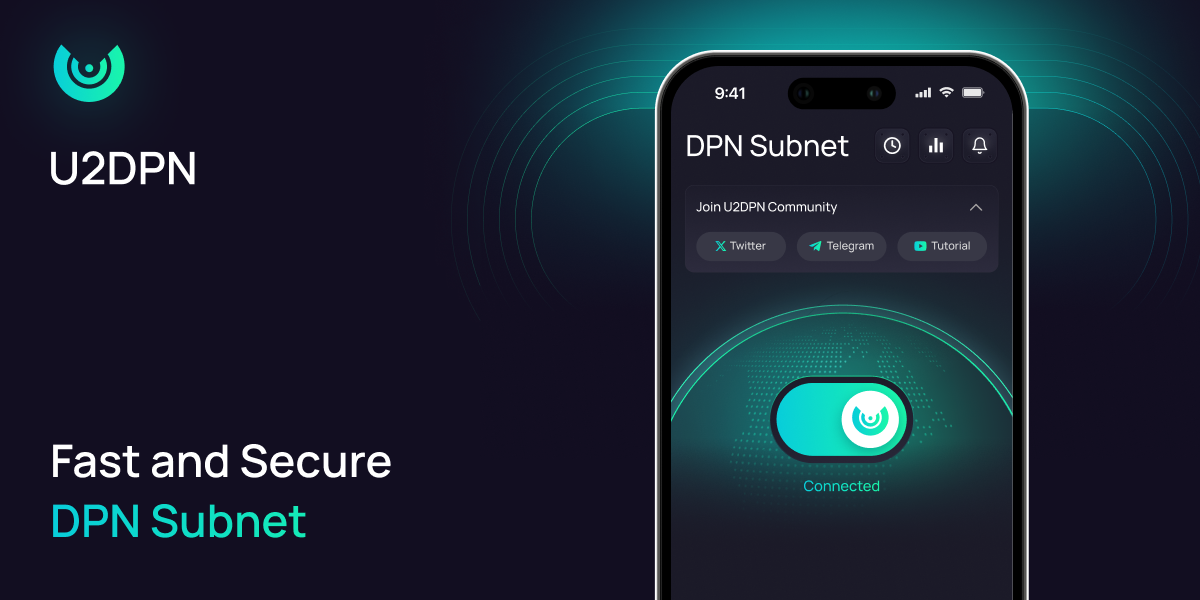 U2DPN
Fast and Secure
DPN Subnet
9:41
DPN Subnet
Join U2DPN Community
Twitter
Telegram
Tutorial
Connected